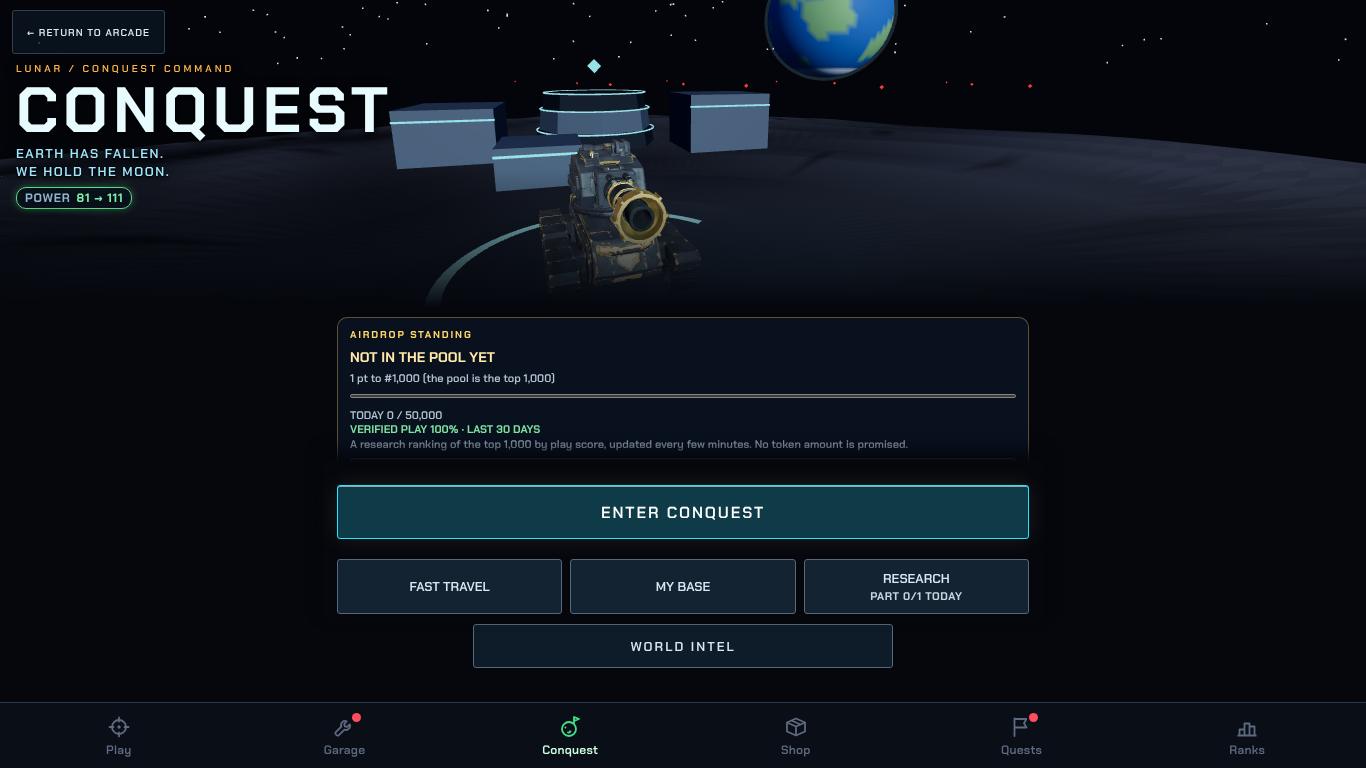 ← RETURN TO ARCADE
LUNAR / CONQUEST COMMAND
CONQUEST
EARTH HAS FALLEN.
WE HOLD THE MOON.
POWER 81 → 111
AIRDROP STANDING
NOT IN THE POOL YET
1 pt to #1,000 (the pool is the top 1,000)
TODAY 0 / 50,000
VERIFIED PLAY 100% · LAST 30 DAYS
A research ranking of the top 1,000 by play score, updated every few minutes. No token amount is promised.
ENTER CONQUEST
FAST TRAVEL
MY BASE
RESEARCH
PART 0/1 TODAY
WORLD INTEL
Play
Garage
Conquest
Shop
Quests
Ranks